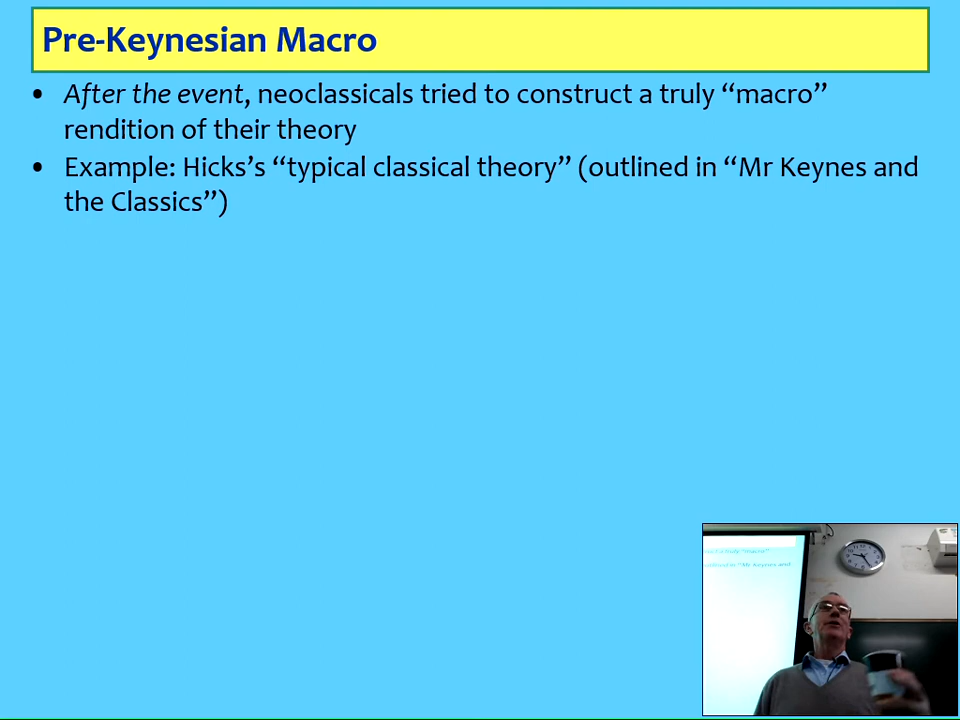 Pre-Keynesian Macro
• After the event, neoclassicals tried to construct a truly “macro”
rendition of their theory
• Example: Hicks’s “typical classical theory” (outlined in “Mr Keynes and
the Classics”)